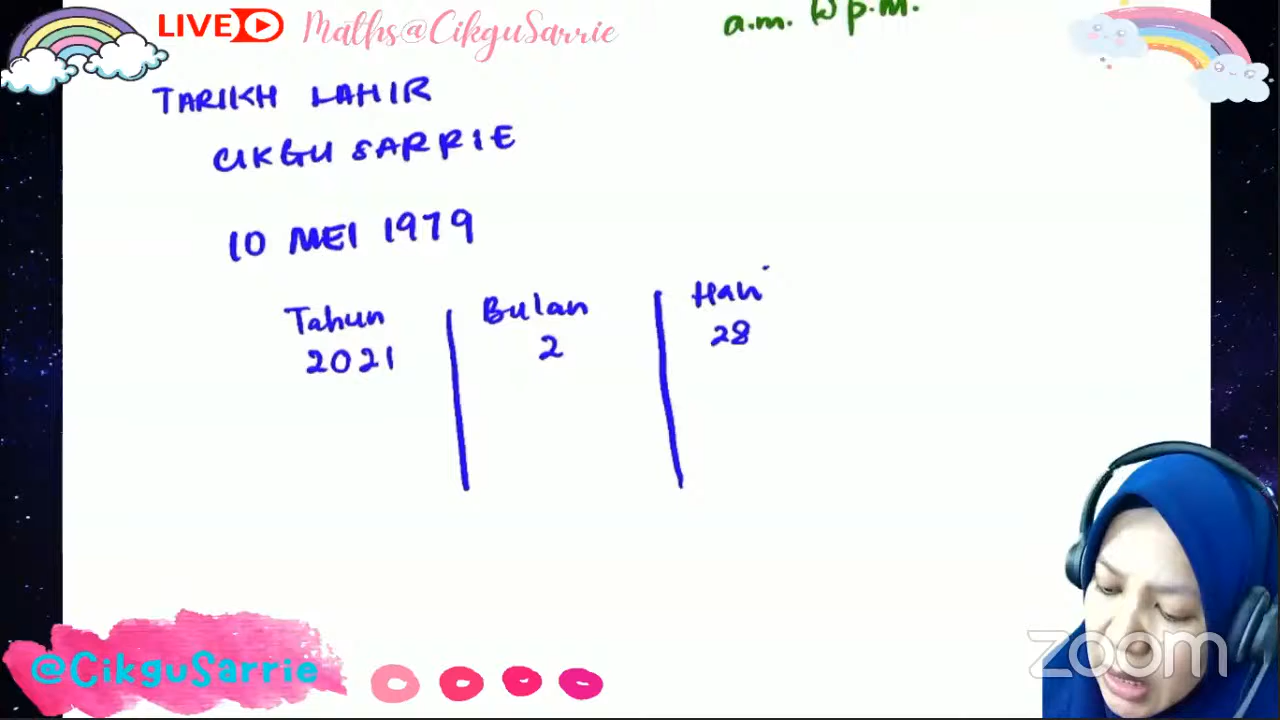 LIVE Maths@CikguSarrie
a.m. @ p.m.
TARIKH LAHIR
CIKGU SARRIE
10 MEI 1979
Tahun Bulan Hari
2021 2 28
zoom
@CikguSarrie